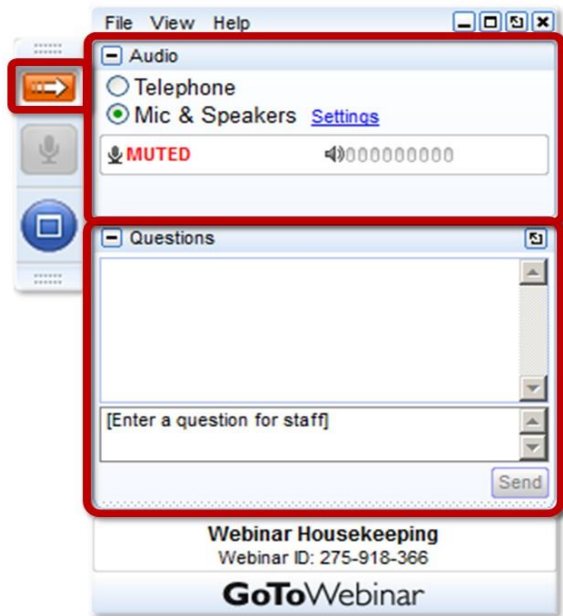 File View Help
Audio
Telephone
Mic & Speakers Settings
MUTED 000000000
Questions
[Enter a question for staff]
Send
Webinar Housekeeping
Webinar ID: 275-918-366
GoToWebinar